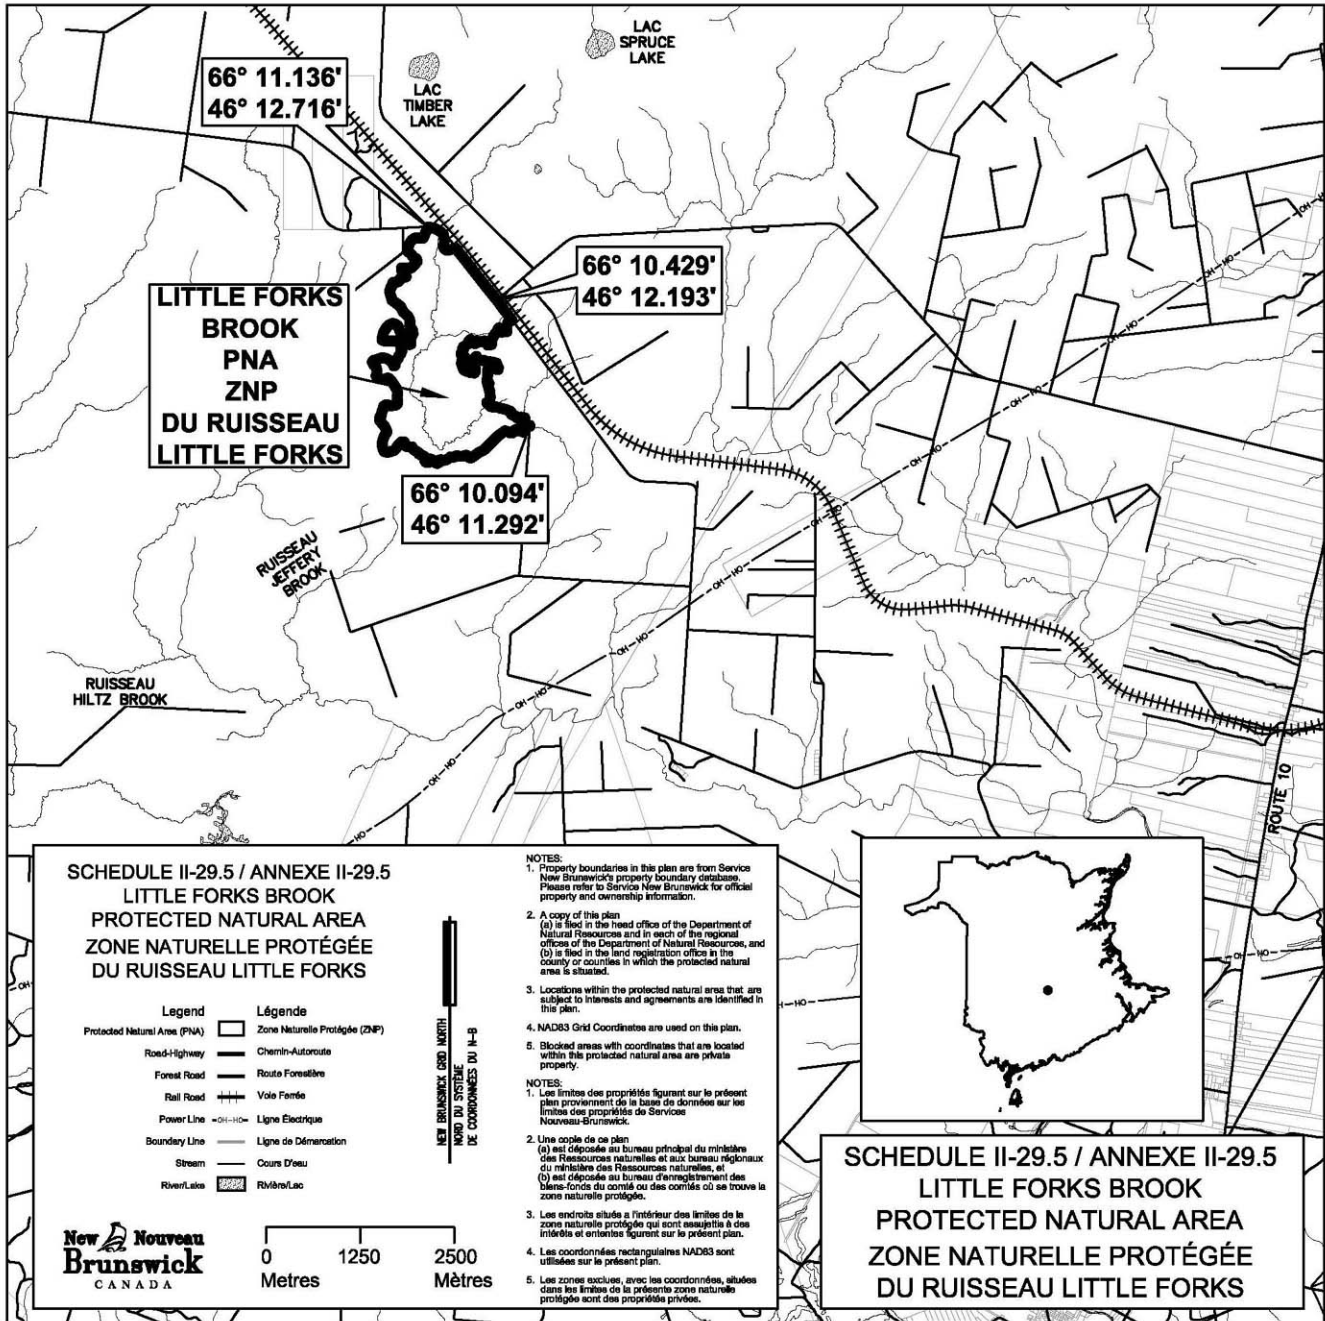 LAC
SPRUCE
LAKE
66° 11.136'
46° 12.716'
LAC
TIMBER
LAKE
66° 10.429'
46° 12.193'
LITTLE FORKS
BROOK
PNA
ZNP
DU RUISSEAU
LITTLE FORKS
66° 10.094'
46° 11.292'
RUISSEAU
JEFFERY
BROOK
RUISSEAU
HILTZ BROOK
ROUTE 10
SCHEDULE II-29.5 / ANNEXE II-29.5
LITTLE FORKS BROOK
PROTECTED NATURAL AREA
ZONE NATURELLE PROTÉGÉE
DU RUISSEAU LITTLE FORKS
Legend Légende
Protected Natural Area (PNA) Zone Naturelle Protégée (ZNP)
Road-Highway Chemin-Autoroute
Forest Road Route Forestière
Rail Road Voie Ferrée
Power Line -OH-HO- Ligne Électrique
Boundary Line Ligne de Démarcation
Stream Cours D'eau
River/Lake Rivière/Lac
NEW BRUNSWICK GRID NORTH
NORD DU SYSTÈME
DE COORDONNÉES DU N-B
New Nouveau
Brunswick
CANADA
0 1250 2500
Metres Mètres
NOTES:
1. Property boundaries in this plan are from Service
New Brunswick's property boundary database.
Please refer to Service New Brunswick for official
property and ownership information.
2. A copy of this plan
(a) is filed in the head office of the Department of
Natural Resources and in each of the regional
offices of the Department of Natural Resources, and
(b) is filed in the land registration office in the
county or counties in which the protected natural
area is situated.
3. Locations within the protected natural area that are
subject to interests and agreements are identified in
this plan.
4. NAD83 Grid Coordinates are used on this plan.
5. Blocked areas with coordinates that are located
within this protected natural area are private
property.
NOTES:
1. Les limites des propriétés figurant sur le présent
plan proviennent de la base de données sur les
limites des propriétés de Services
Nouveau-Brunswick.
2. Une copie de ce plan
(a) est déposée au bureau principal du ministère
des Ressources naturelles et aux bureau régionaux
du ministère des Ressources naturelles, et
(b) est déposée au bureau d'enregistrement des
biens-fonds du comté ou des comtés où se trouve la
zone naturelle protégée.
3. Les endroits situés a l'intérieur des limites de la
zone naturelle protégée qui sont assujettis à des
intérêts et ententes figurent sur le présent plan.
4. Les coordonnées rectangulaires NAD83 sont
utilisées sur le présent plan.
5. Les zones exclues, avec les coordonnées, situées
dans les limites de la présente zone naturelle
protégée sont des propriétés privées.
SCHEDULE II-29.5 / ANNEXE II-29.5
LITTLE FORKS BROOK
PROTECTED NATURAL AREA
ZONE NATURELLE PROTÉGÉE
DU RUISSEAU LITTLE FORKS